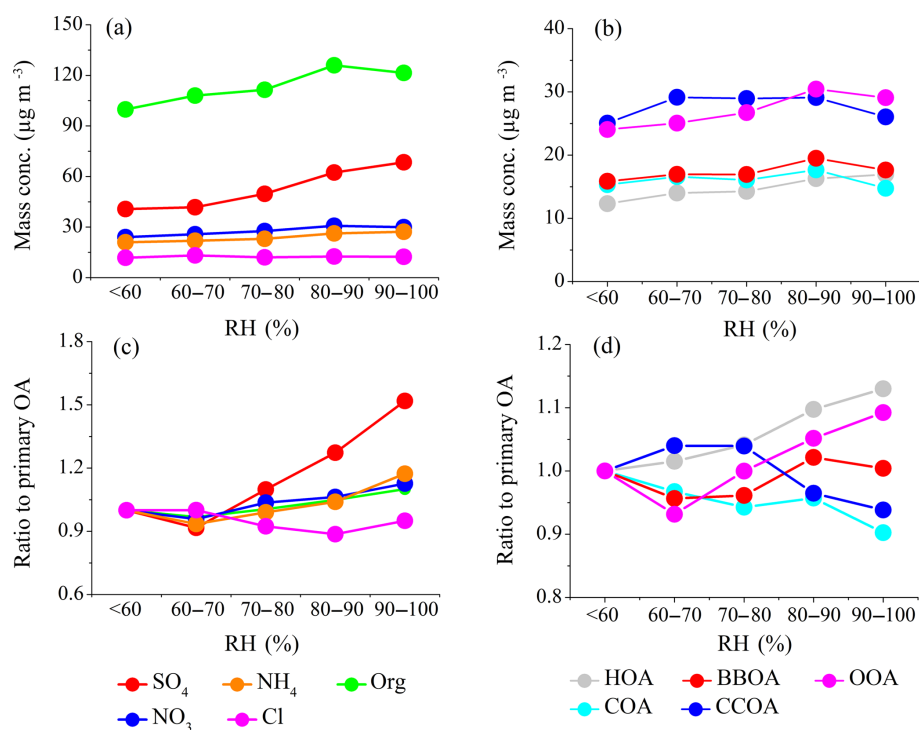 (a)
Mass conc. (µg m⁻³)
150
120
90
60
30
0
<60 60–70 70–80 80–90 90–100
RH (%)
(b)
Mass conc. (µg m⁻³)
40
30
20
10
0
<60 60–70 70–80 80–90 90–100
RH (%)
(c)
Ratio to primary OA
1.8
1.5
1.2
0.9
0.6
<60 60–70 70–80 80–90 90–100
RH (%)
(d)
Ratio to primary OA
1.2
1.1
1.0
0.9
0.8
<60 60–70 70–80 80–90 90–100
RH (%)
SO₄ NH₄ Org
NO₃ Cl
HOA BBOA OOA
COA CCOA